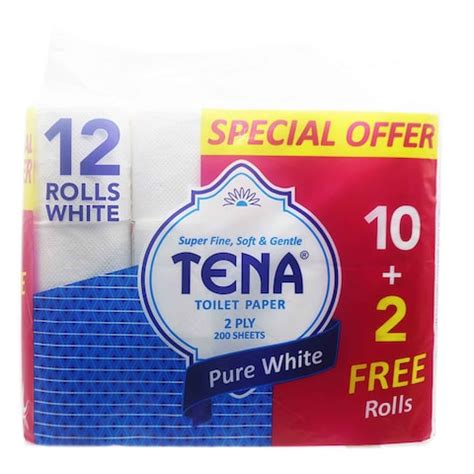 12
ROLLS
WHITE
SPECIAL OFFER
Super Fine, Soft & Gentle
TENA®
TOILET PAPER
2 PLY
200 SHEETS
Pure White
10
+
2
FREE
Rolls